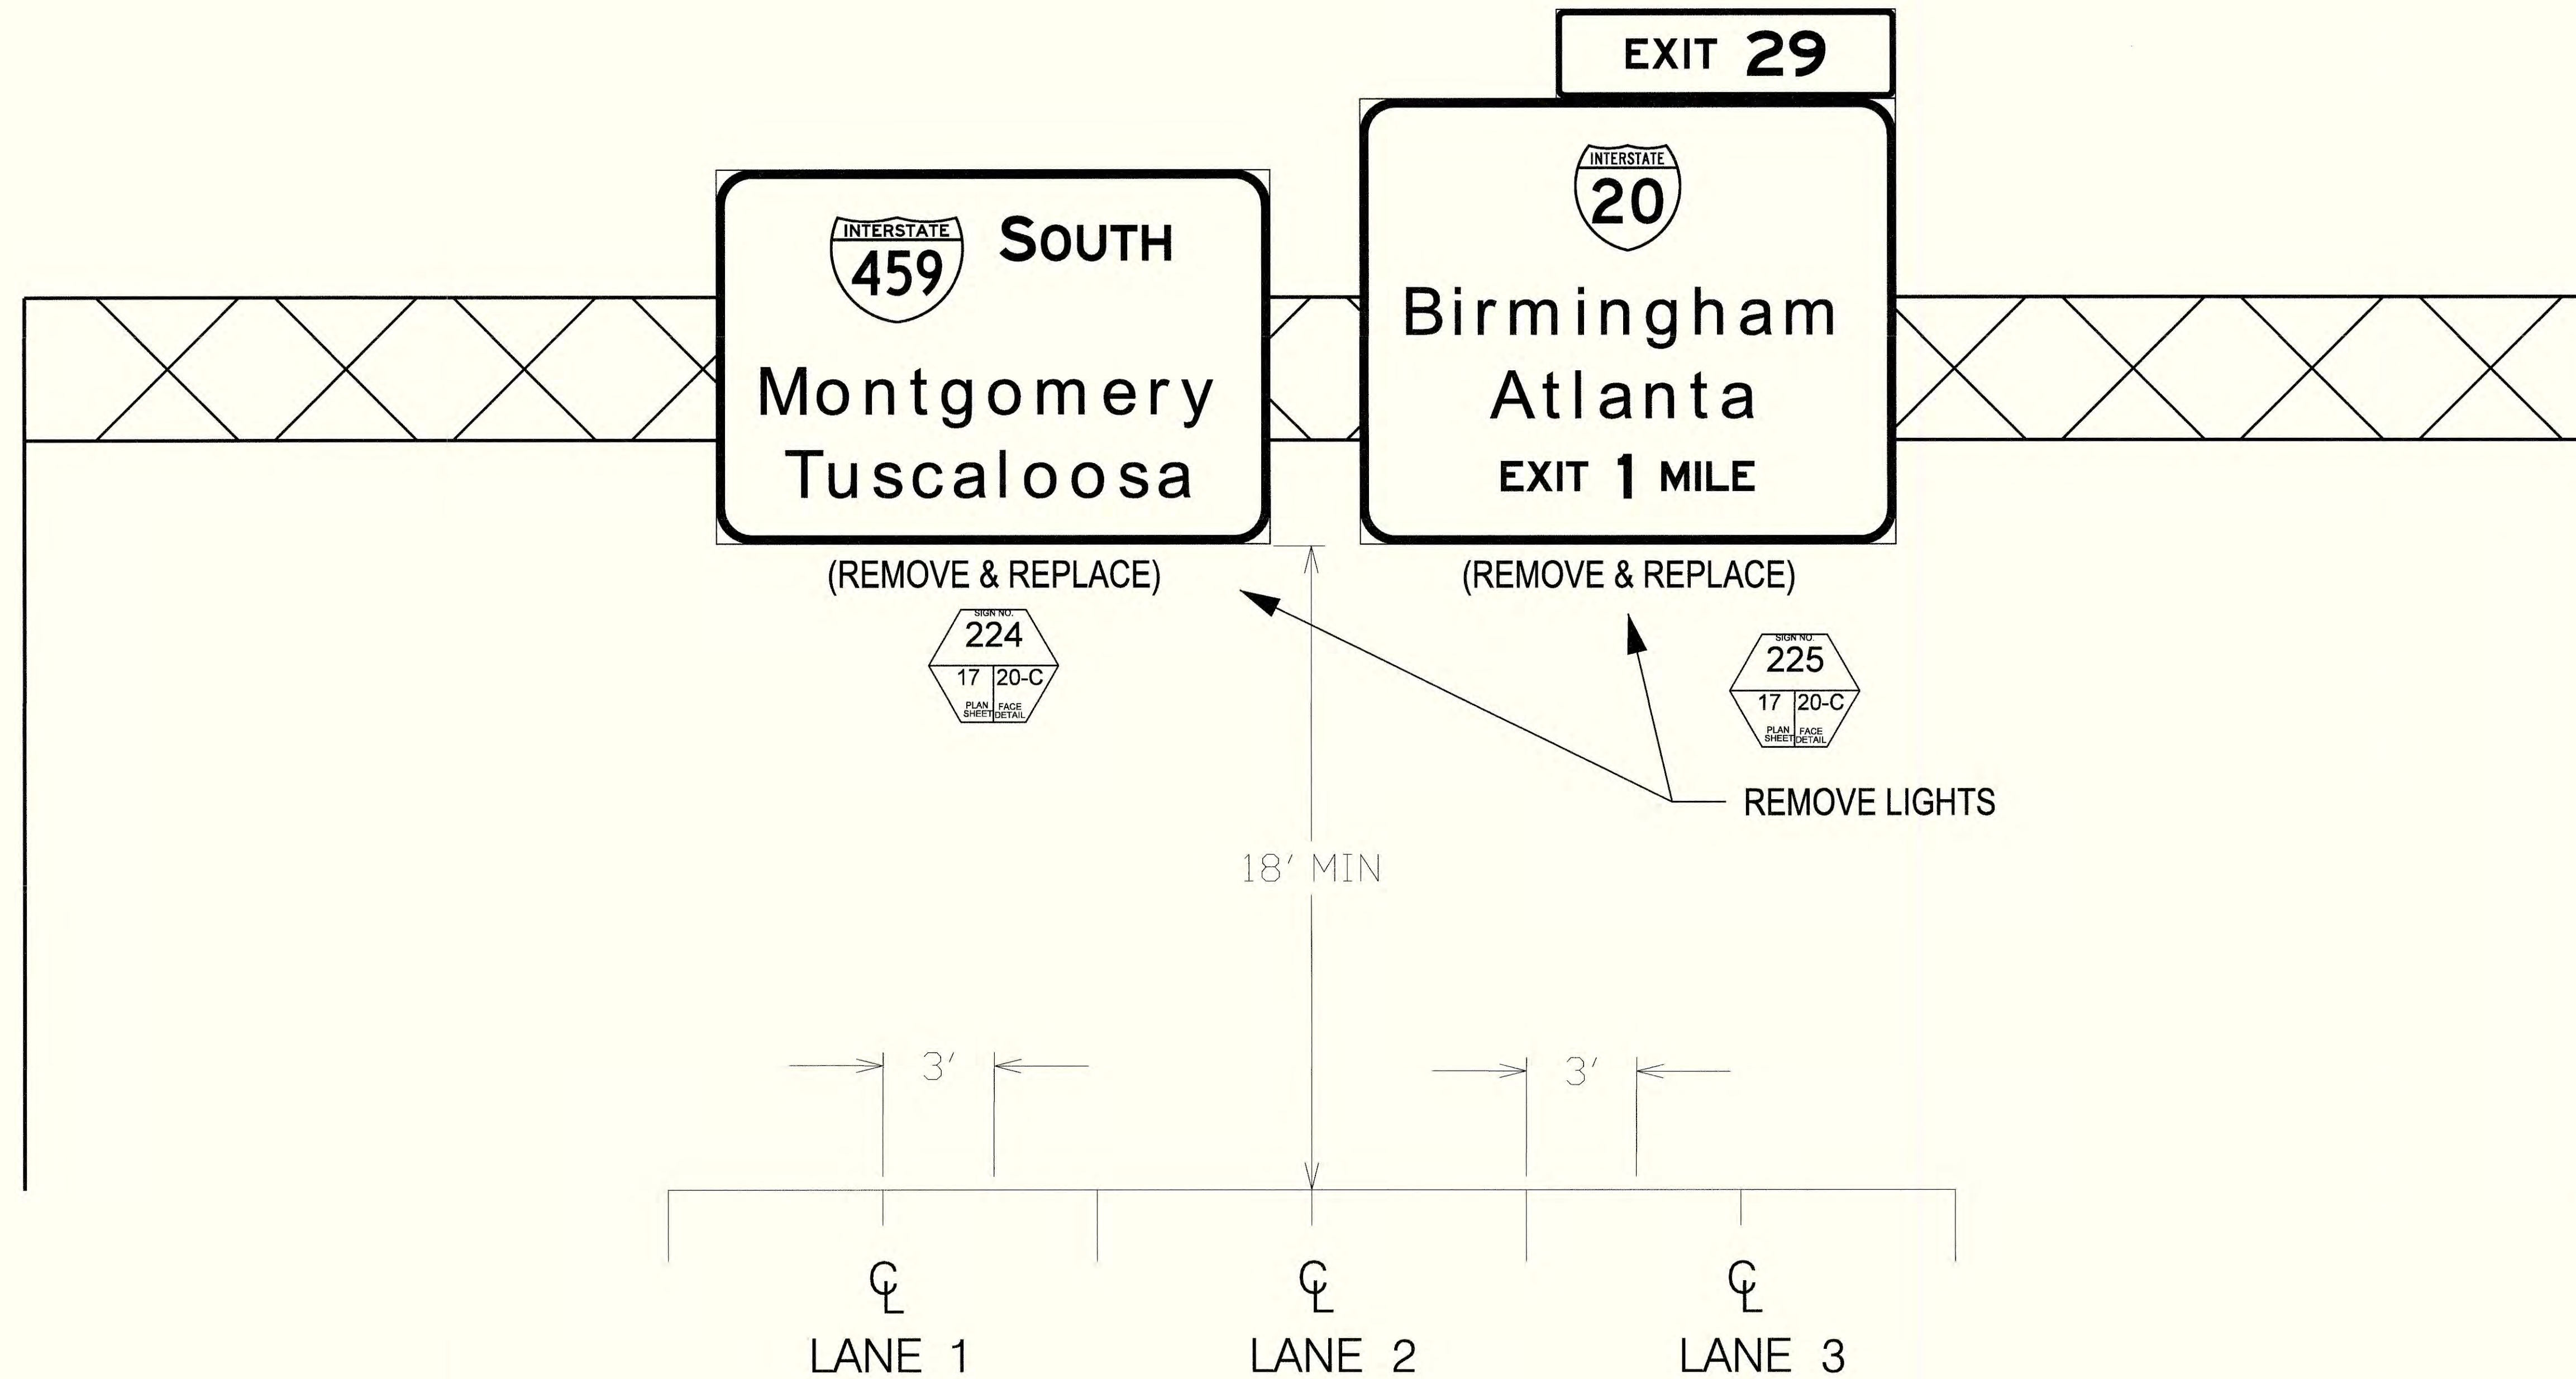 EXIT 29
INTERSTATE
459
SOUTH
Montgomery
Tuscaloosa
INTERSTATE
20
Birmingham
Atlanta
EXIT 1 MILE
(REMOVE & REPLACE)
(REMOVE & REPLACE)
SIGN NO.
224
17 20-C
PLAN SHEET
FACE DETAIL
SIGN NO.
225
17 20-C
PLAN SHEET
FACE DETAIL
REMOVE LIGHTS
18' MIN
3'
3'
CL
CL
CL
LANE 1
LANE 2
LANE 3